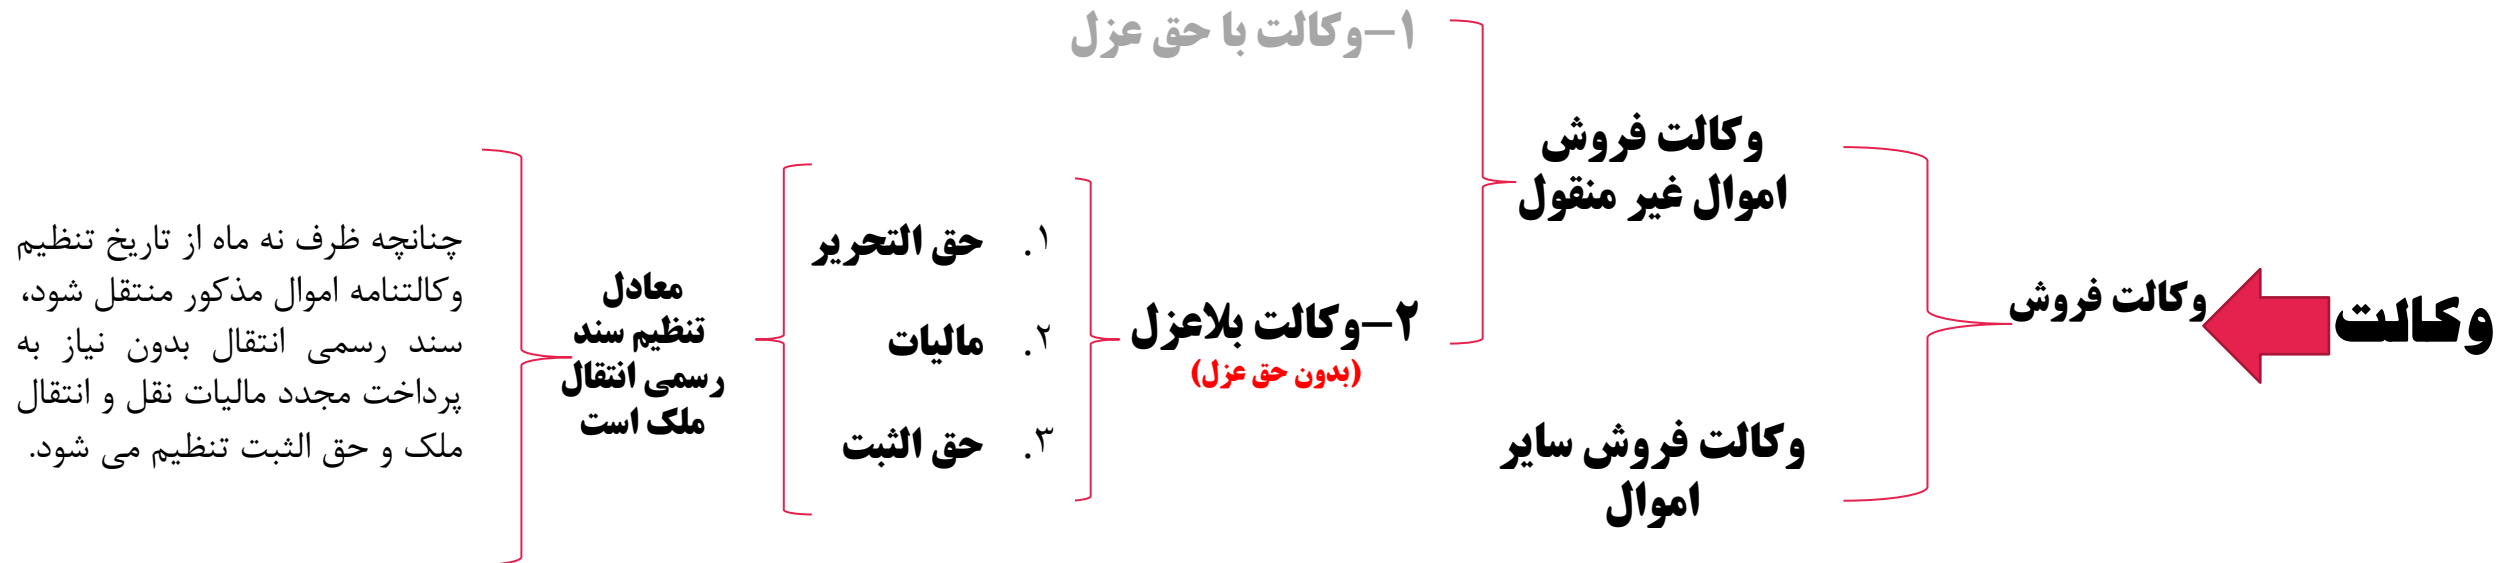 وکالت
وکالت فروش
وکالت فروش
اموال غیر منقول
وکالت فروش سایر
اموال
۱-وکالت با حق عزل
۲-وکالت بلاعزل
(بدون حق عزل)
۱. حق التحریر
۲. مالیات
۳. حق الثبت
معادل
تنظیم سند
رسمی انتقال
ملک است
چنانچه ظرف نه ماه از تاریخ تنظیم
وکالتنامه اموال مذکور منتقل شود،
سند رسمی انتقال بدون نیاز به
پرداخت مجدد مالیات نقل و انتقال
ملک و حق الثبت تنظیم می شود.